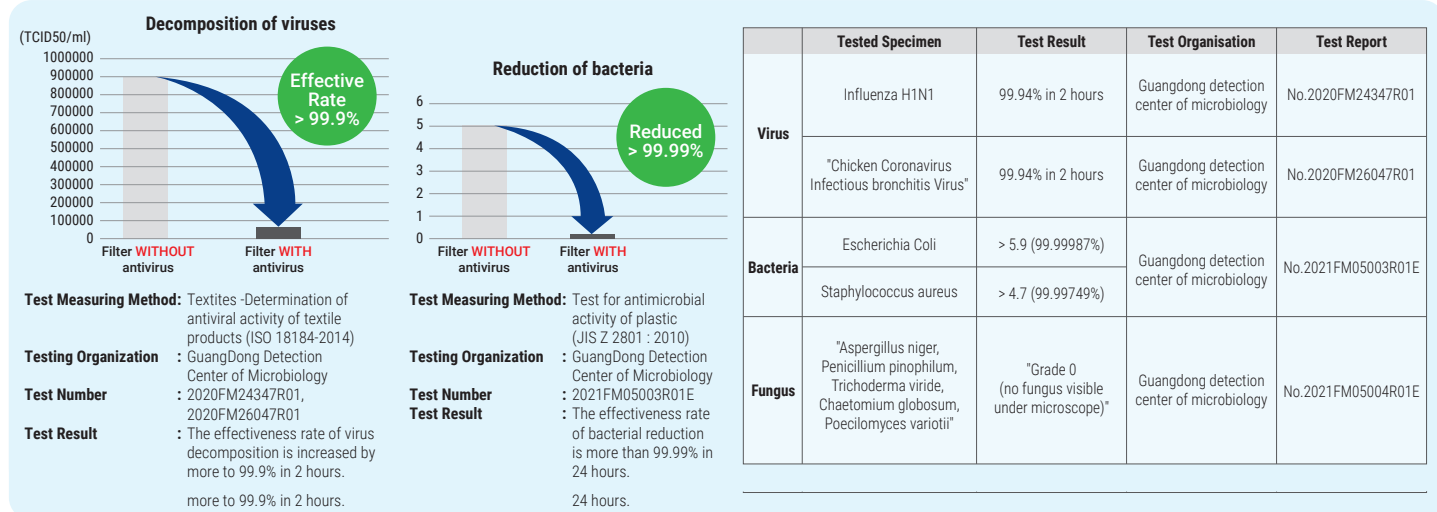 Decomposition of viruses
(TCID50/ml)
1000000
900000
800000
700000
600000
500000
400000
300000
200000
100000
0
Effective
Rate
> 99.9%
Filter WITHOUT
antivirus
Filter WITH
antivirus
Test Measuring Method: Textites -Determination of
antiviral activity of textile
products (ISO 18184-2014)
Testing Organization : GuangDong Detection
Center of Microbiology
Test Number : 2020FM24347R01,
2020FM26047R01
Test Result : The effectiveness rate of virus
decomposition is increased by
more to 99.9% in 2 hours.
more to 99.9% in 2 hours.
Reduction of bacteria
6
5
4
3
2
1
0
Reduced
> 99.99%
Filter WITHOUT
antivirus
Filter WITH
antivirus
Test Measuring Method: Test for antimicrobial
activity of plastic
(JIS Z 2801 : 2010)
Testing Organization : GuangDong Detection
Center of Microbiology
Test Number : 2021FM05003R01E
Test Result : The effectiveness rate
of bacterial reduction
is more than 99.99% in
24 hours.
24 hours.
Tested Specimen Test Result Test Organisation Test Report
Virus
Influenza H1N1
99.94% in 2 hours
Guangdong detection
center of microbiology
No.2020FM24347R01
"Chicken Coronavirus
Infectious bronchitis Virus"
99.94% in 2 hours
Guangdong detection
center of microbiology
No.2020FM26047R01
Bacteria
Escherichia Coli
> 5.9 (99.99987%)
Staphylococcus aureus
> 4.7 (99.99749%)
Guangdong detection
center of microbiology
No.2021FM05003R01E
Fungus
"Aspergillus niger,
Penicillium pinophilum,
Trichoderma viride,
Chaetomium globosum,
Poecilomyces variotii"
"Grade 0
(no fungus visible
under microscope)"
Guangdong detection
center of microbiology
No.2021FM05004R01E